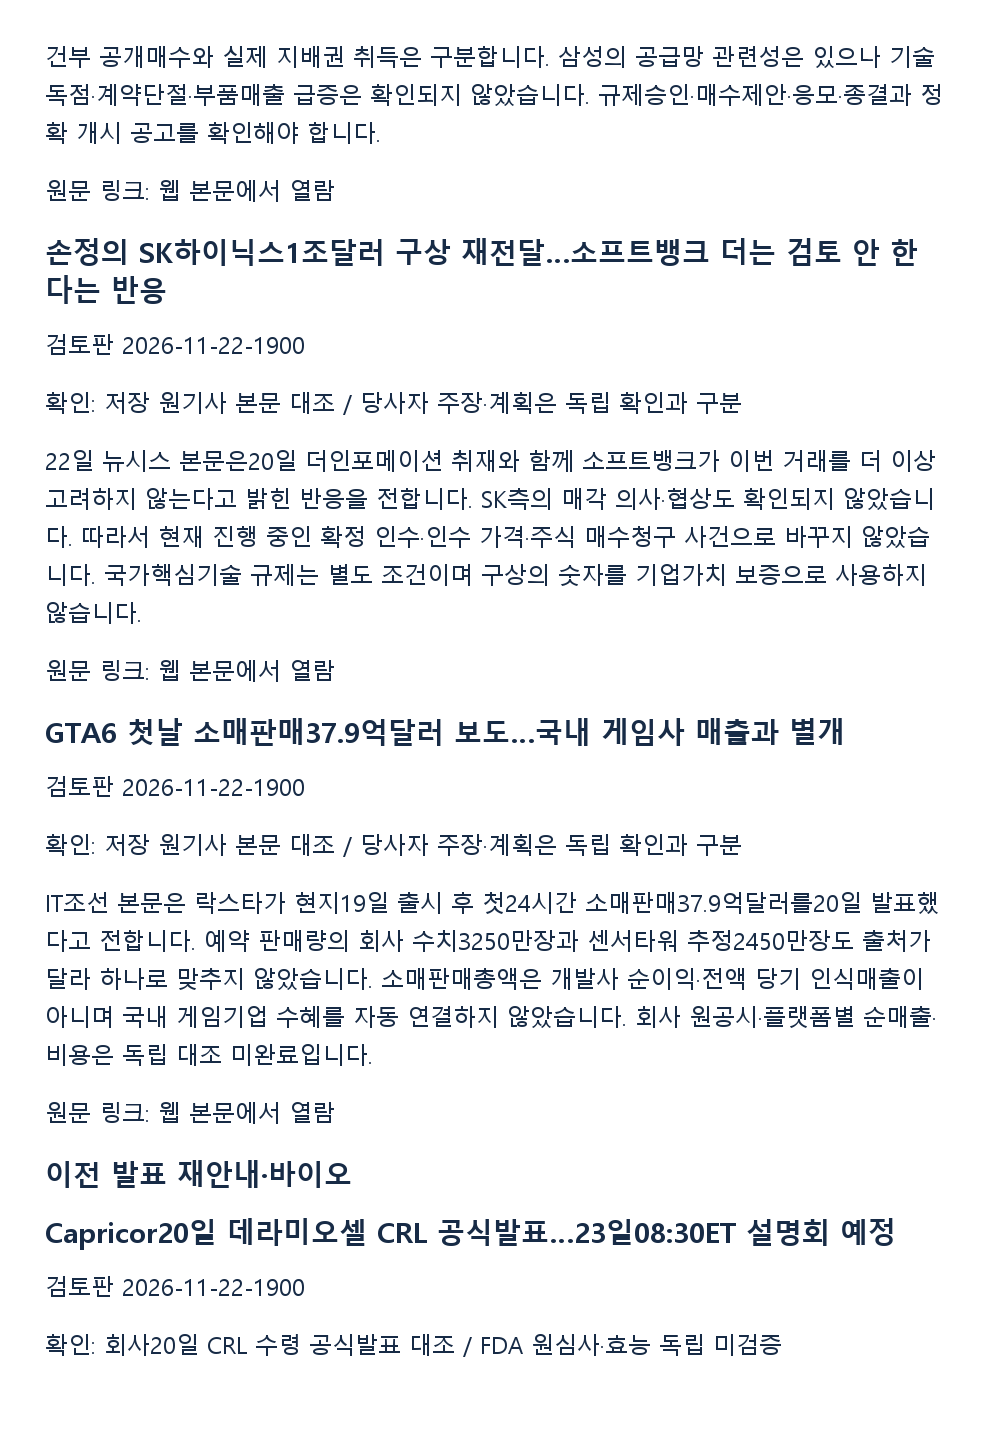 건부 공개매수와 실제 지배권 취득은 구분합니다. 삼성의 공급망 관련성은 있으나 기술
독점·계약단절·부품매출 급증은 확인되지 않았습니다. 규제승인·매수제안·응모·종결과 정
확 개시 공고를 확인해야 합니다.
원문 링크: 웹 본문에서 열람
손정의 SK하이닉스1조달러 구상 재전달...소프트뱅크 더는 검토 안 한
다는 반응
검토판 2026-11-22-1900
확인: 저장 원기사 본문 대조 / 당사자 주장·계획은 독립 확인과 구분
22일 뉴시스 본문은20일 더인포메이션 취재와 함께 소프트뱅크가 이번 거래를 더 이상
고려하지 않는다고 밝힌 반응을 전합니다. SK측의 매각 의사·협상도 확인되지 않았습니
다. 따라서 현재 진행 중인 확정 인수·인수 가격·주식 매수청구 사건으로 바꾸지 않았습
니다. 국가핵심기술 규제는 별도 조건이며 구상의 숫자를 기업가치 보증으로 사용하지
않습니다.
원문 링크: 웹 본문에서 열람
GTA6 첫날 소매판매37.9억달러 보도...국내 게임사 매출과 별개
검토판 2026-11-22-1900
확인: 저장 원기사 본문 대조 / 당사자 주장·계획은 독립 확인과 구분
IT조선 본문은 락스타가 현지19일 출시 후 첫24시간 소매판매37.9억달러를20일 발표했
다고 전합니다. 예약 판매량의 회사 수치3250만장과 센서타워 추정2450만장도 출처가
달라 하나로 맞추지 않았습니다. 소매판매총액은 개발사 순이익·전액 당기 인식매출이
아니며 국내 게임기업 수혜를 자동 연결하지 않았습니다. 회사 원공시·플랫폼별 순매출·
비용은 독립 대조 미완료입니다.
원문 링크: 웹 본문에서 열람
이전 발표 재안내·바이오
Capricor20일 데라미오셀 CRL 공식발표...23일08:30ET 설명회 예정
검토판 2026-11-22-1900
확인: 회사20일 CRL 수령 공식발표 대조 / FDA 원심사·효능 독립 미검증